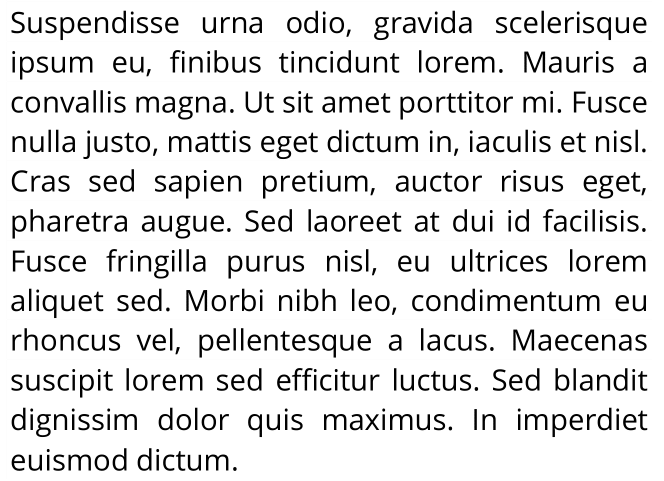 Suspendisse urna odio, gravida scelerisque
ipsum eu, finibus tincidunt lorem. Mauris a
convallis magna. Ut sit amet porttitor mi. Fusce
nulla justo, mattis eget dictum in, iaculis et nisl.
Cras sed sapien pretium, auctor risus eget,
pharetra augue. Sed laoreet at dui id facilisis.
Fusce fringilla purus nisl, eu ultrices lorem
aliquet sed. Morbi nibh leo, condimentum eu
rhoncus vel, pellentesque a lacus. Maecenas
suscipit lorem sed efficitur luctus. Sed blandit
dignissim dolor quis maximus. In imperdiet
euismod dictum.